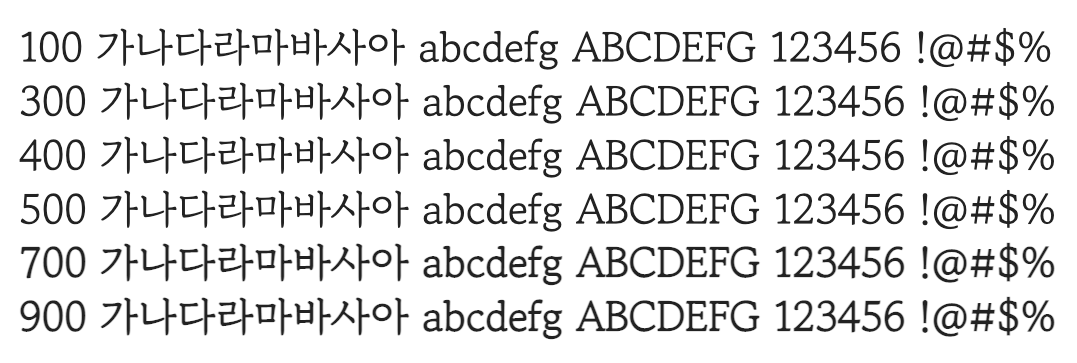 100 가나다라마바사아 abcdefg ABCDEFG 123456 !@#$%
300 가나다라마바사아 abcdefg ABCDEFG 123456 !@#$%
400 가나다라마바사아 abcdefg ABCDEFG 123456 !@#$%
500 가나다라마바사아 abcdefg ABCDEFG 123456 !@#$%
700 가나다라마바사아 abcdefg ABCDEFG 123456 !@#$%
900 가나다라마바사아 abcdefg ABCDEFG 123456 !@#$%